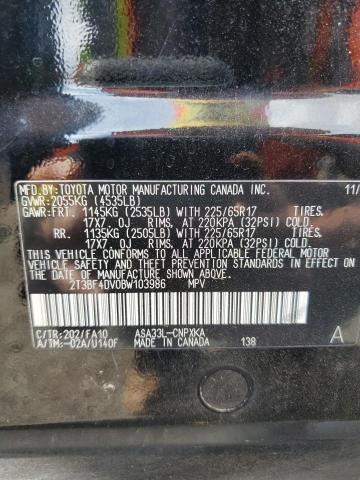 MFD.BY:TOYOTA MOTOR MANUFACTURING CANADA INC. 11/
GVWR:2055KG (4535LB)
GAWR:FRT. 1145KG (2535LB) WITH 225/65R17 TIRES,
17X7 0J RIMS, AT 220KPA (32PSI) COLD.
RR. 1135KG (2505LB) WITH 225/65R17 TIRES,
17X7 0J RIMS, AT 220KPA (32PSI) COLD.
THIS VEHICLE CONFORMS TO ALL APPLICABLE FEDERAL MOTOR
VEHICLE SAFETY AND THEFT PREVENTION STANDARDS IN
EFFECT ON THE DATE OF MANUFACTURE SHOWN ABOVE.
2T3BF4DV0BW103986 MPV
C/TR:202/FA10 ASA33L-CNPXKA
A/TM:-02A/U140F MADE IN CANADA 138 A